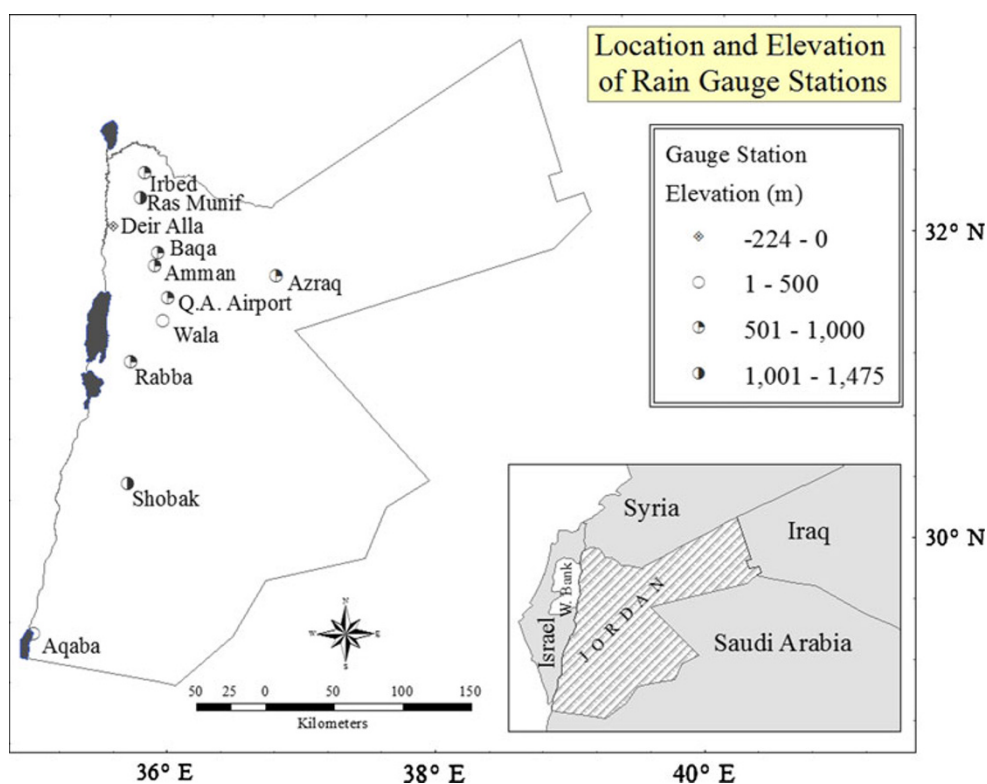 Location and Elevation
of Rain Gauge Stations
Gauge Station
Elevation (m)
-224 - 0
1 - 500
501 - 1,000
1,001 - 1,475
Irbed
Ras Munif
Deir Alla
Baqa
Amman
Azraq
Q.A. Airport
Wala
Rabba
Shobak
Aqaba
32° N
30° N
N
W
E
S
50 25 0 50 100 150
Kilometers
36° E 38° E 40° E
Syria
Iraq
W. Bank
Israel
JORDAN
Saudi Arabia